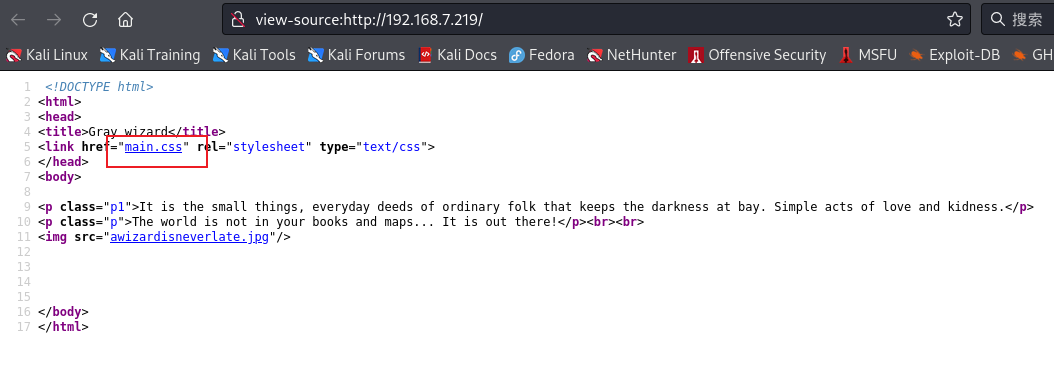 view-source:http://192.168.7.219/
搜索
Kali Linux Kali Training Kali Tools Kali Forums Kali Docs Fedora NetHunter Offensive Security MSFU Exploit-DB GH
1 <!DOCTYPE html>
2 <html>
3 <head>
4 <title>Gray wizard</title>
5 <link href="main.css" rel="stylesheet" type="text/css">
6 </head>
7 <body>
8
9 <p class="p1">It is the small things, everyday deeds of ordinary folk that keeps the darkness at bay. Simple acts of love and kidness.</p>
10 <p class="p">The world is not in your books and maps... It is out there!</p><br><br>
11 <img src="awizardisneverlate.jpg"/>
12
13
14
15
16 </body>
17 </html>